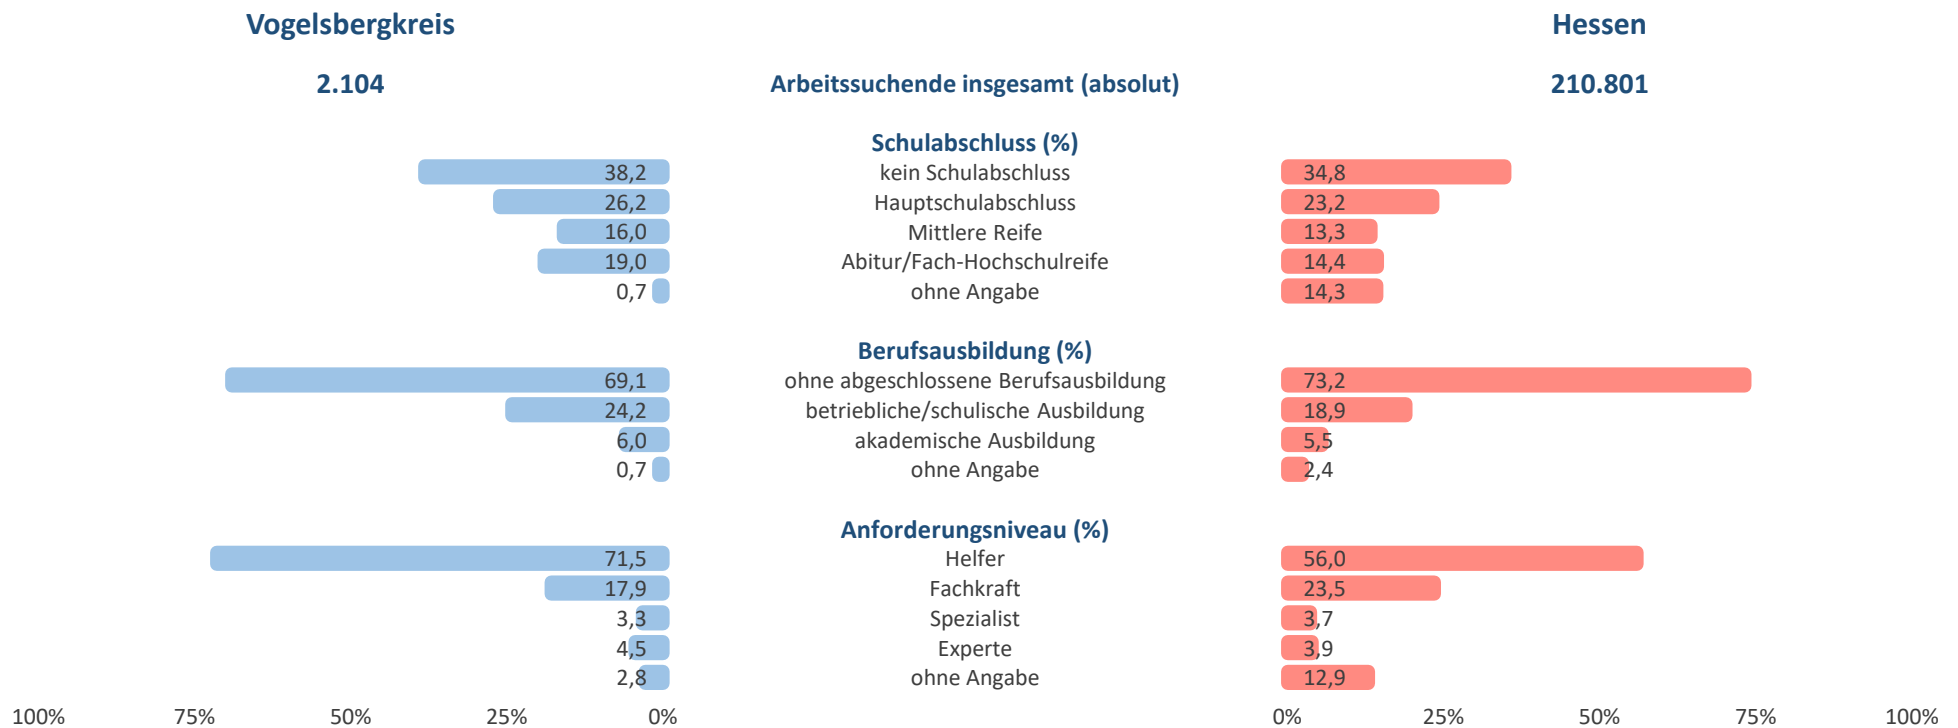 Vogelsbergkreis Hessen
2.104 Arbeitssuchende insgesamt (absolut) 210.801
Schulabschluss (%)
38,2 kein Schulabschluss 34,8
26,2 Hauptschulabschluss 23,2
16,0 Mittlere Reife 13,3
19,0 Abitur/Fach-Hochschulreife 14,4
0,7 ohne Angabe 14,3
Berufsausbildung (%)
69,1 ohne abgeschlossene Berufsausbildung 73,2
24,2 betriebliche/schulische Ausbildung 18,9
6,0 akademische Ausbildung 5,5
0,7 ohne Angabe 2,4
Anforderungsniveau (%)
71,5 Helfer 56,0
17,9 Fachkraft 23,5
3,3 Spezialist 3,7
4,5 Experte 3,9
2,8 ohne Angabe 12,9
100% 75% 50% 25% 0% 0% 25% 50% 75% 100%